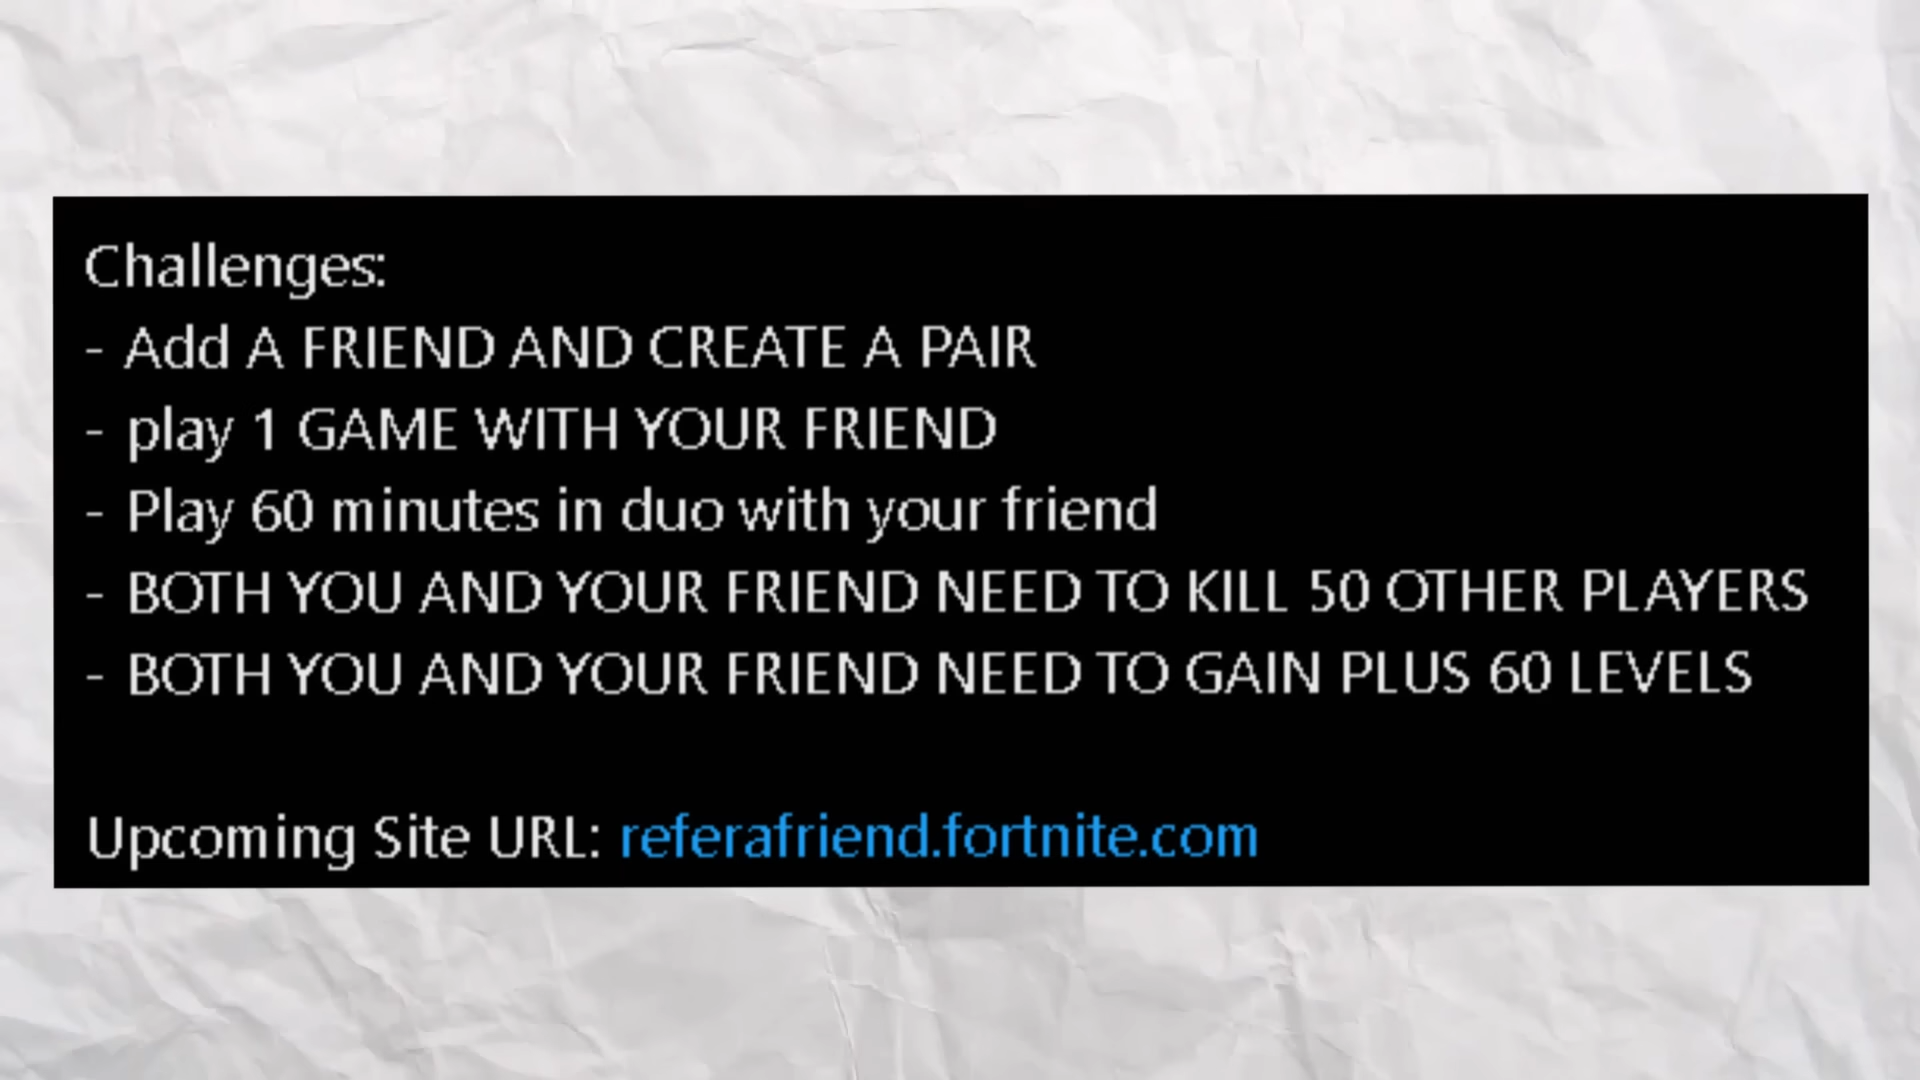 Challenges:
- Add A FRIEND AND CREATE A PAIR
- play 1 GAME WITH YOUR FRIEND
- Play 60 minutes in duo with your friend
- BOTH YOU AND YOUR FRIEND NEED TO KILL 50 OTHER PLAYERS
- BOTH YOU AND YOUR FRIEND NEED TO GAIN PLUS 60 LEVELS
Upcoming Site URL: referafriend.fortnite.com